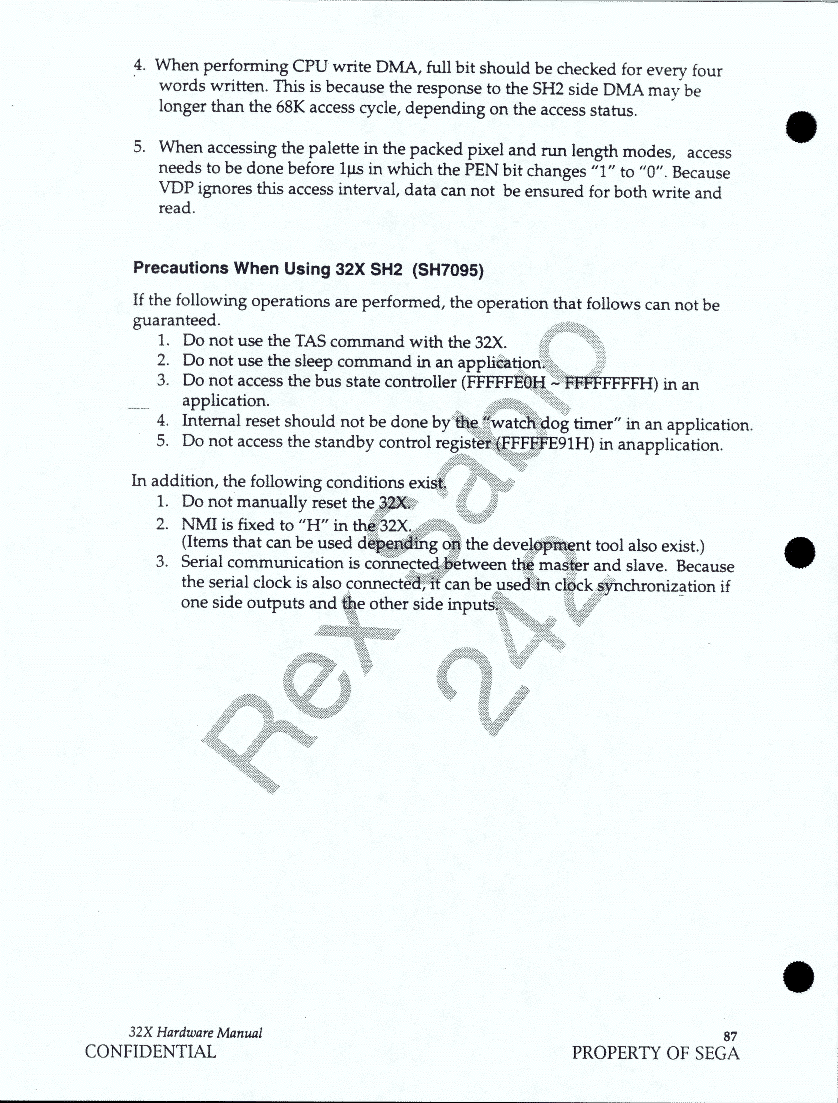 4. When performing CPU write DMA, full bit should be checked for every four
words written. This is because the response to the SH2 side DMA may be
longer than the 68K access cycle, depending on the access status.
5. When accessing the palette in the packed pixel and run length modes, access
needs to be done before 1µs in which the PEN bit changes "1" to "0". Because
VDP ignores this access interval, data can not be ensured for both write and
read.
Precautions When Using 32X SH2 (SH7095)
If the following operations are performed, the operation that follows can not be
guaranteed.
1. Do not use the TAS command with the 32X.
2. Do not use the sleep command in an application.
3. Do not access the bus state controller (FFFFFE0H ~ FFFFFFFFH) in an
application.
4. Internal reset should not be done by the "watch dog timer" in an application.
5. Do not access the standby control register (FFFFFE91H) in anapplication.
In addition, the following conditions exist.
1. Do not manually reset the 32X.
2. NMI is fixed to "H" in the 32X.
(Items that can be used depending on the development tool also exist.)
3. Serial communication is connected between the master and slave. Because
the serial clock is also connected, it can be used in clock synchronization if
one side outputs and the other side inputs.
Rex Sabio
242
32X Hardware Manual
87
CONFIDENTIAL
PROPERTY OF SEGA